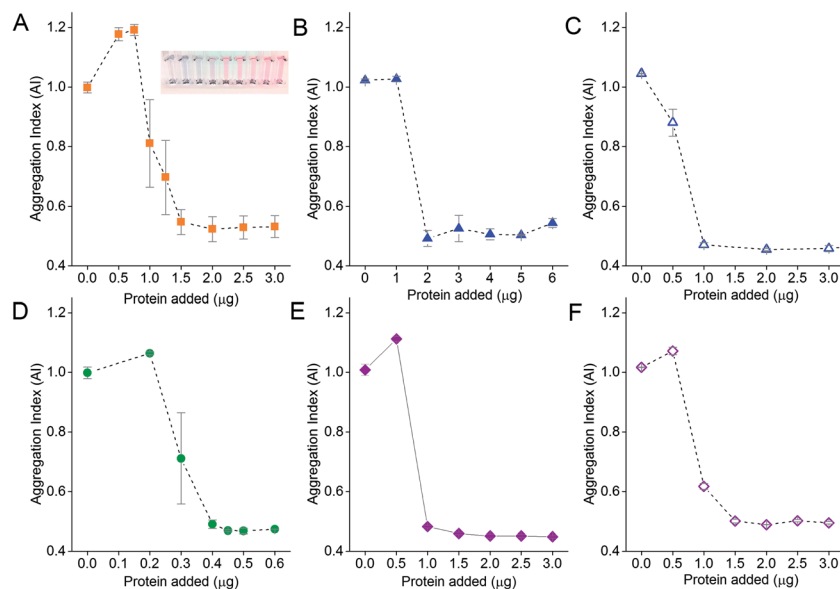 A
Aggregation Index (AI)
1.2
1.0
0.8
0.6
0.4
0.0 0.5 1.0 1.5 2.0 2.5 3.0
Protein added (μg)
B
Aggregation Index (AI)
1.2
1.0
0.8
0.6
0.4
0 1 2 3 4 5 6
Protein added (μg)
C
Aggregation Index (AI)
1.2
1.0
0.8
0.6
0.4
0.0 0.5 1.0 1.5 2.0 2.5 3.0
Protein added (μg)
D
Aggregation Index (AI)
1.2
1.0
0.8
0.6
0.4
0.0 0.1 0.2 0.3 0.4 0.5 0.6
Protein added (μg)
E
Aggregation Index (AI)
1.2
1.0
0.8
0.6
0.4
0.0 0.5 1.0 1.5 2.0 2.5 3.0
Protein added (μg)
F
Aggregation Index (AI)
1.2
1.0
0.8
0.6
0.4
0.0 0.5 1.0 1.5 2.0 2.5 3.0
Protein added (μg)